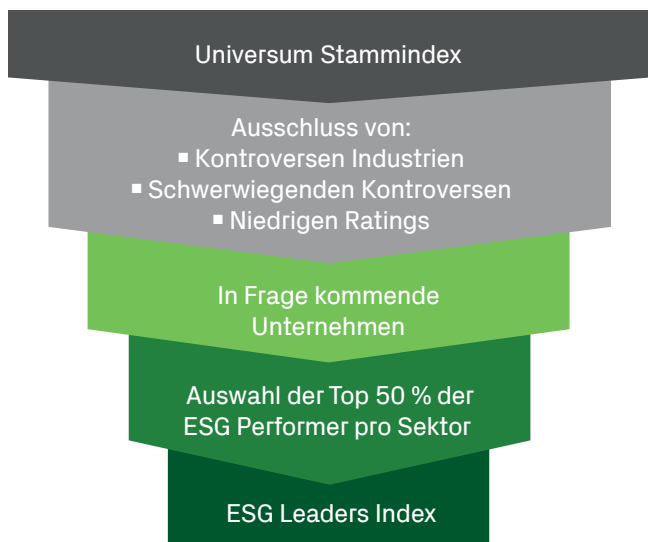 Universum Stammindex
Ausschluss von:
▪ Kontroversen Industrien
▪ Schwerwiegenden Kontroversen
▪ Niedrigen Ratings
In Frage kommende
Unternehmen
Auswahl der Top 50 % der
ESG Performer pro Sektor
ESG Leaders Index